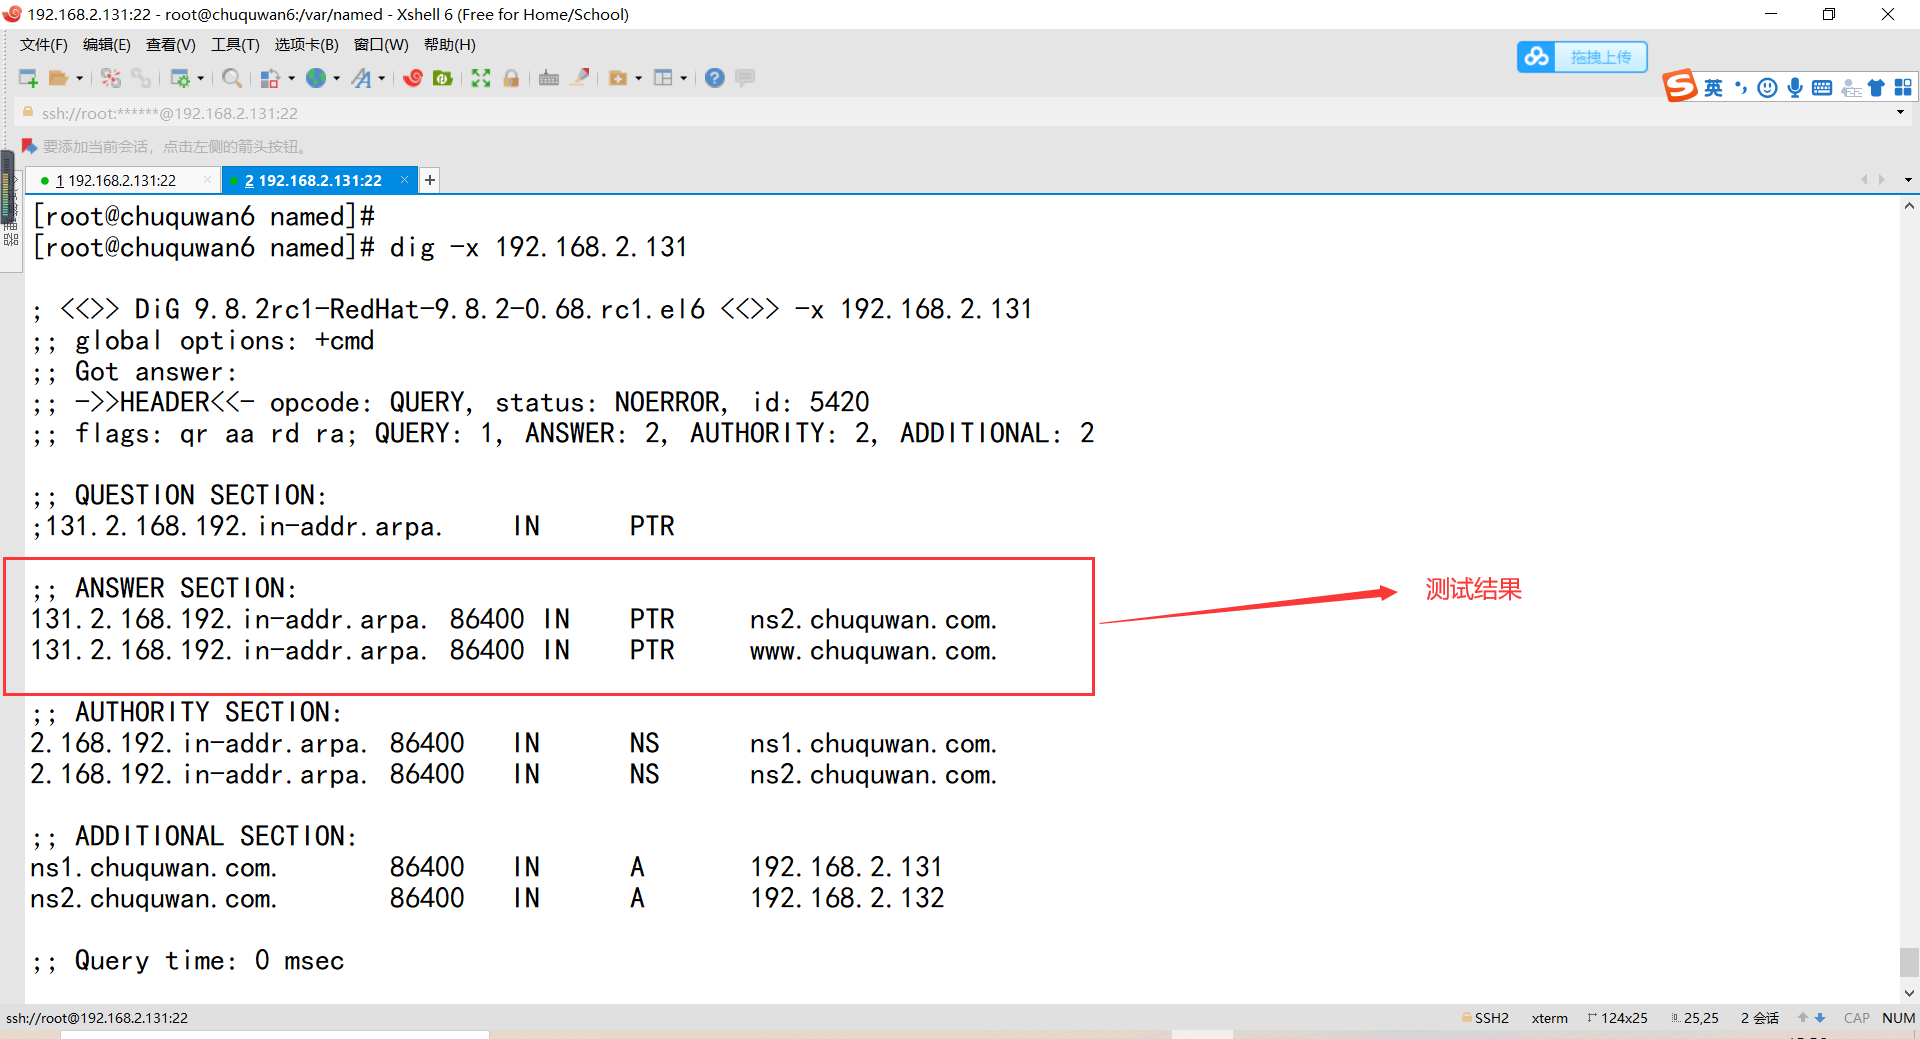 192.168.2.131:22 - root@chuquwan6:/var/named - Xshell 6 (Free for Home/School)
文件(F) 编辑(E) 查看(V) 工具(T) 选项卡(B) 窗口(W) 帮助(H)
拖拽上传
英
ssh://root:******@192.168.2.131:22
要添加当前会话，点击左侧的箭头按钮。
1 192.168.2.131:22 × 2 192.168.2.131:22 × +
[root@chuquwan6 named]#
[root@chuquwan6 named]# dig -x 192.168.2.131
; <<>> DiG 9.8.2rc1-RedHat-9.8.2-0.68.rc1.el6 <<>> -x 192.168.2.131
;; global options: +cmd
;; Got answer:
;; ->>HEADER<<- opcode: QUERY, status: NOERROR, id: 5420
;; flags: qr aa rd ra; QUERY: 1, ANSWER: 2, AUTHORITY: 2, ADDITIONAL: 2
;; QUESTION SECTION:
;131.2.168.192.in-addr.arpa. IN PTR
;; ANSWER SECTION:
131.2.168.192.in-addr.arpa. 86400 IN PTR ns2.chuquwan.com.
131.2.168.192.in-addr.arpa. 86400 IN PTR www.chuquwan.com.
测试结果
;; AUTHORITY SECTION:
2.168.192.in-addr.arpa. 86400 IN NS ns1.chuquwan.com.
2.168.192.in-addr.arpa. 86400 IN NS ns2.chuquwan.com.
;; ADDITIONAL SECTION:
ns1.chuquwan.com. 86400 IN A 192.168.2.131
ns2.chuquwan.com. 86400 IN A 192.168.2.132
;; Query time: 0 msec
ssh://root@192.168.2.131:22 SSH2 xterm 124x25 25,25 2 会话 CAP NUM